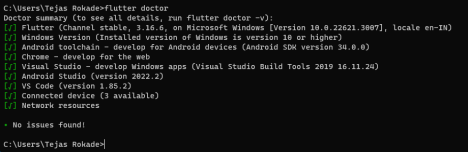 C:\Users\Tejas Rokade>flutter doctor
Doctor summary (to see all details, run flutter doctor -v):
[√] Flutter (Channel stable, 3.16.6, on Microsoft Windows [Version 10.0.22621.3007], locale en-IN)
[√] Windows Version (Installed version of Windows is version 10 or higher)
[√] Android toolchain - develop for Android devices (Android SDK version 34.0.0)
[√] Chrome - develop for the web
[√] Visual Studio - develop Windows apps (Visual Studio Build Tools 2019 16.11.24)
[√] Android Studio (version 2022.2)
[√] VS Code (version 1.85.2)
[√] Connected device (3 available)
[√] Network resources
• No issues found!
C:\Users\Tejas Rokade>